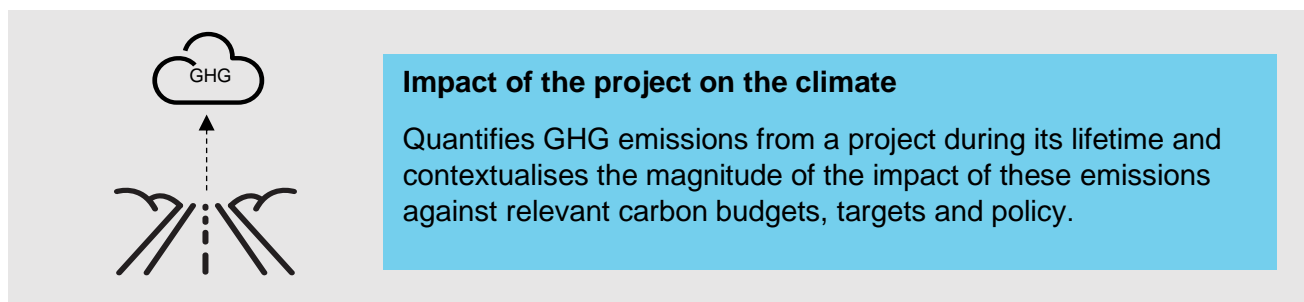 GHG
Impact of the project on the climate
Quantifies GHG emissions from a project during its lifetime and
contextualises the magnitude of the impact of these emissions
against relevant carbon budgets, targets and policy.